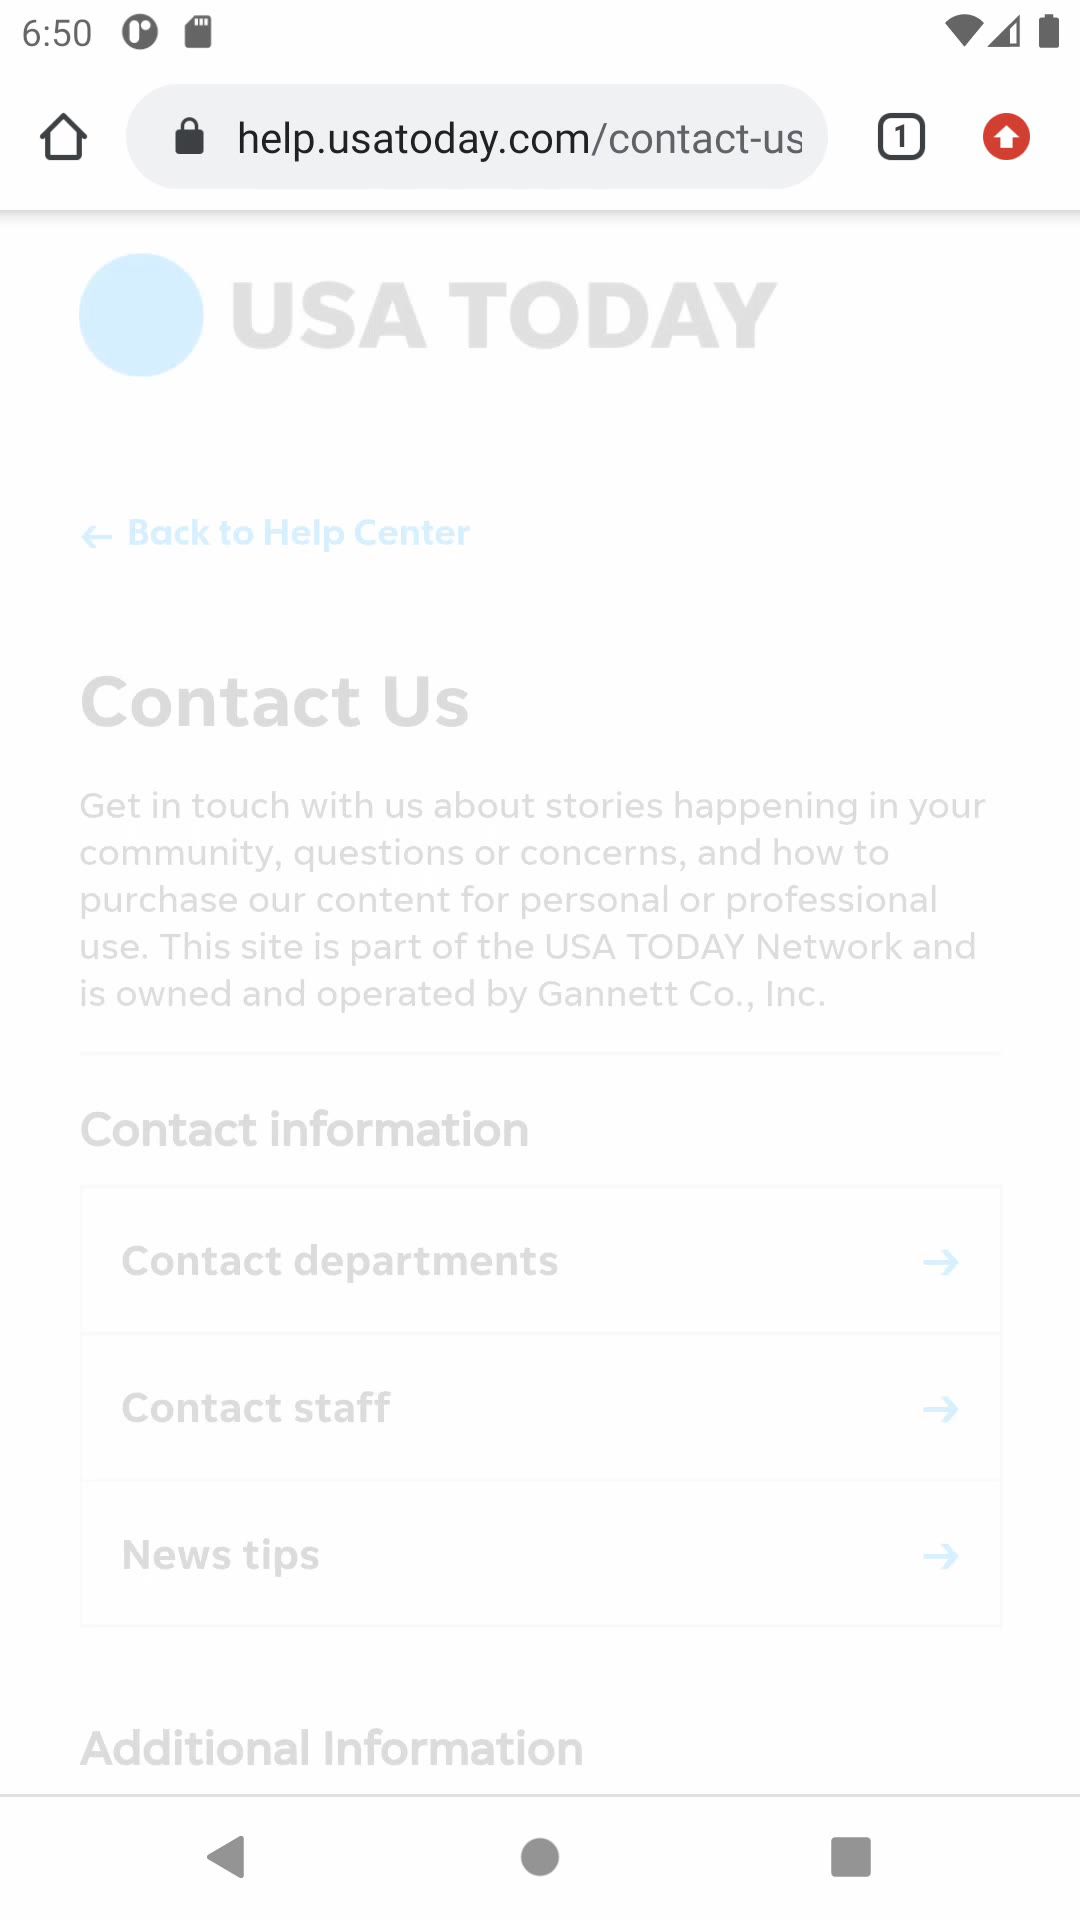 6:50
help.usatoday.com/contact-us
1
USA TODAY
← Back to Help Center
Contact Us
Get in touch with us about stories happening in your
community, questions or concerns, and how to
purchase our content for personal or professional
use. This site is part of the USA TODAY Network and
is owned and operated by Gannett Co., Inc.
Contact information
Contact departments →
Contact staff →
News tips →
Additional Information